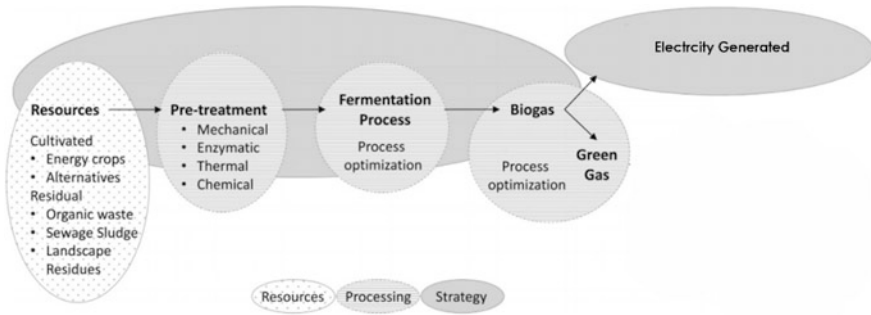 Electrcity Generated
Resources
Cultivated
• Energy crops
• Alternatives
Residual
• Organic waste
• Sewage Sludge
• Landscape
Residues
Pre-treatment
• Mechanical
• Enzymatic
• Thermal
• Chemical
Fermentation
Process
Process
optimization
Biogas
Process
optimization
Green
Gas
Resources
Processing
Strategy